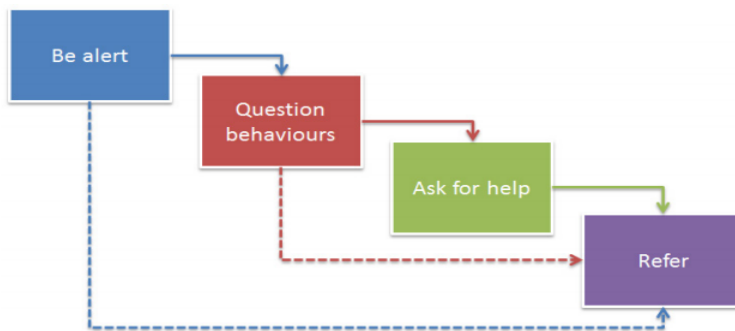 Be alert
Question
behaviours
Ask for help
Refer